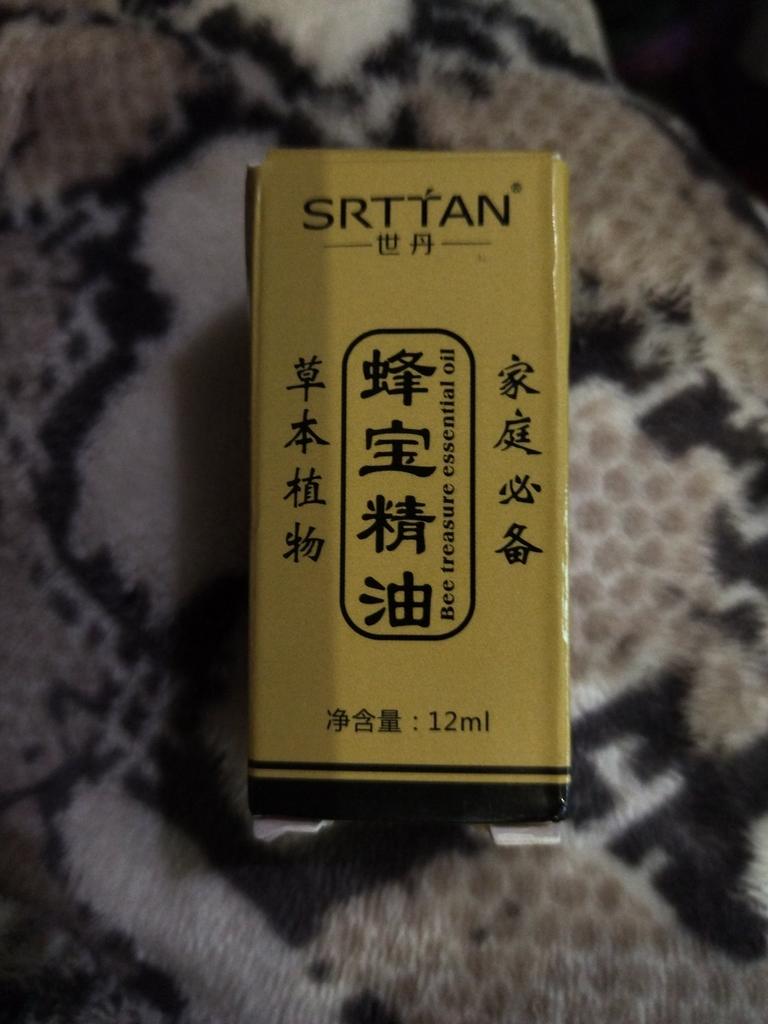 SRTTAN®
世丹
家庭必备
蜂宝精油
Bee treasure essential oil
草本植物
净含量：12ml